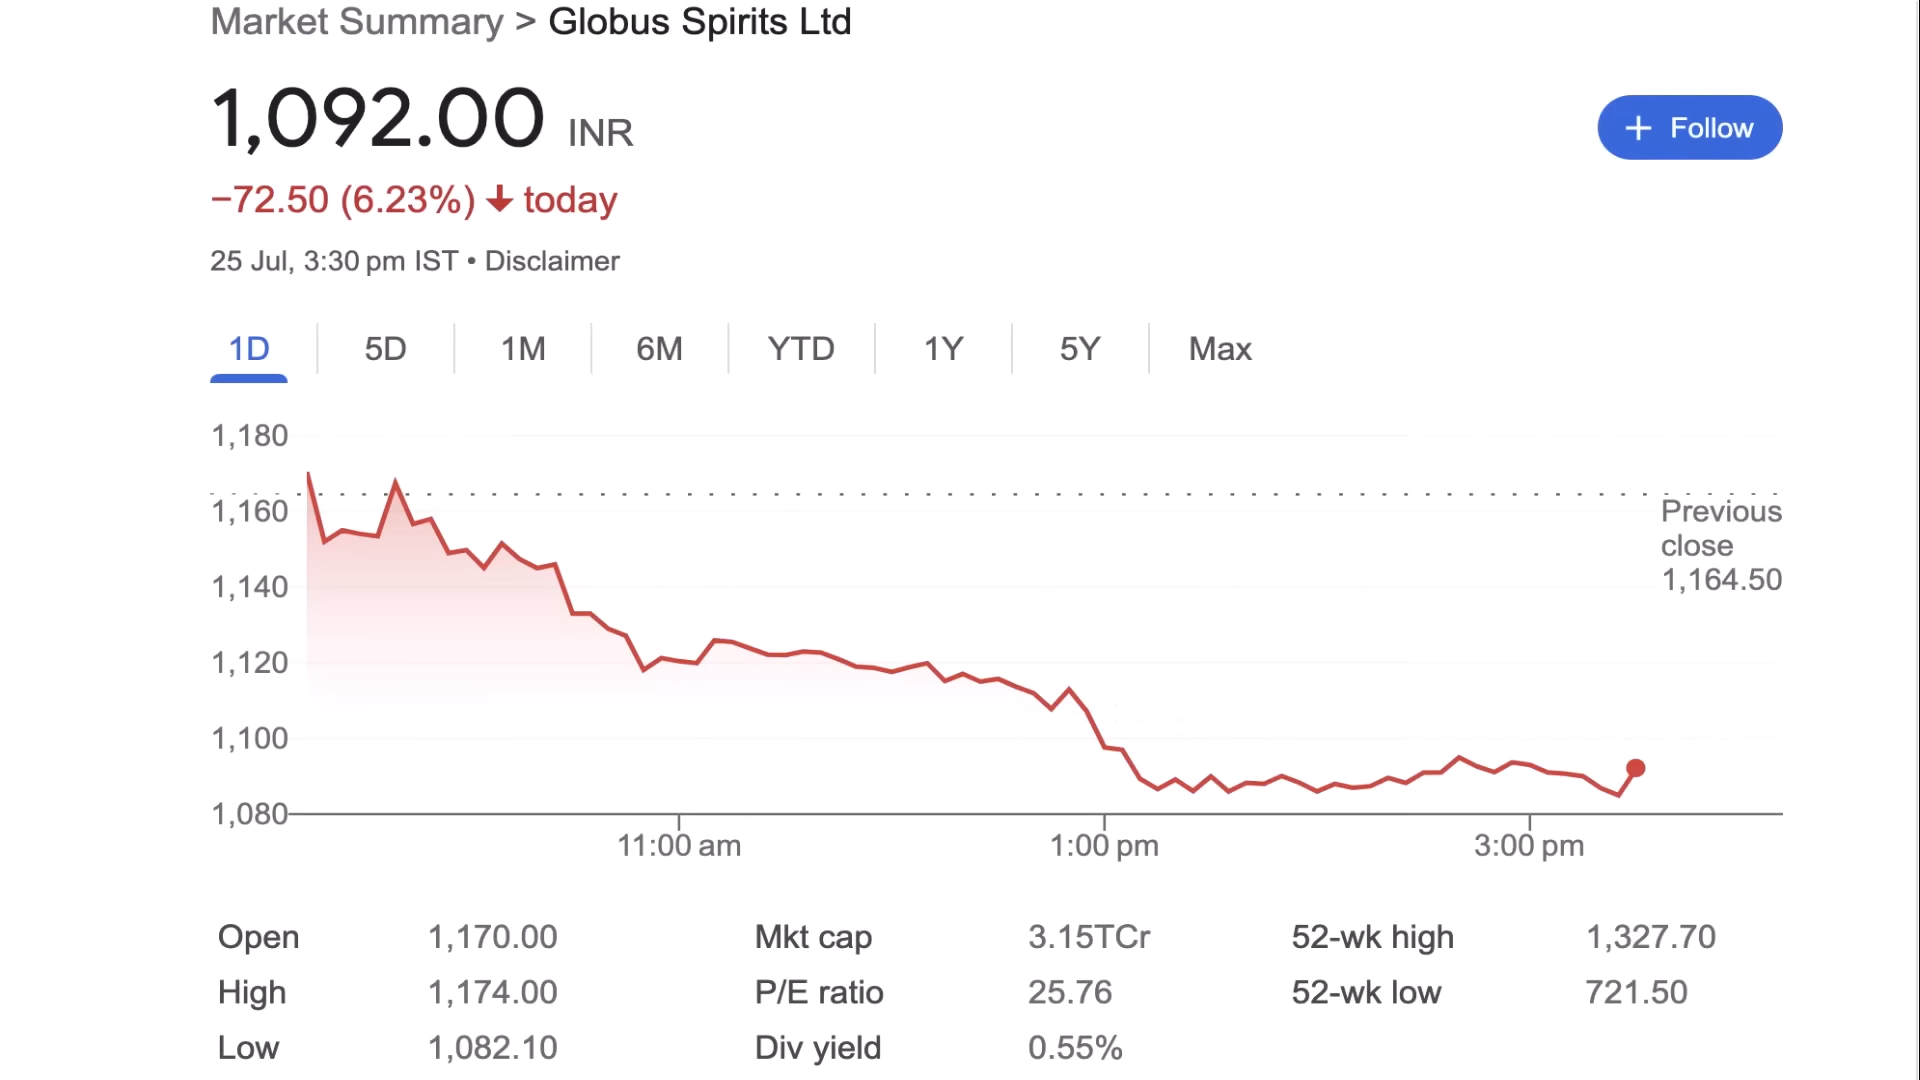 Market Summary > Globus Spirits Ltd
1,092.00 INR
+ Follow
−72.50 (6.23%) ↓ today
25 Jul, 3:30 pm IST • Disclaimer
1D 5D 1M 6M YTD 1Y 5Y Max
1,180
1,160
1,140
1,120
1,100
1,080
Previous
close
1,164.50
11:00 am 1:00 pm 3:00 pm
Open 1,170.00 Mkt cap 3.15TCr 52-wk high 1,327.70
High 1,174.00 P/E ratio 25.76 52-wk low 721.50
Low 1,082.10 Div yield 0.55%